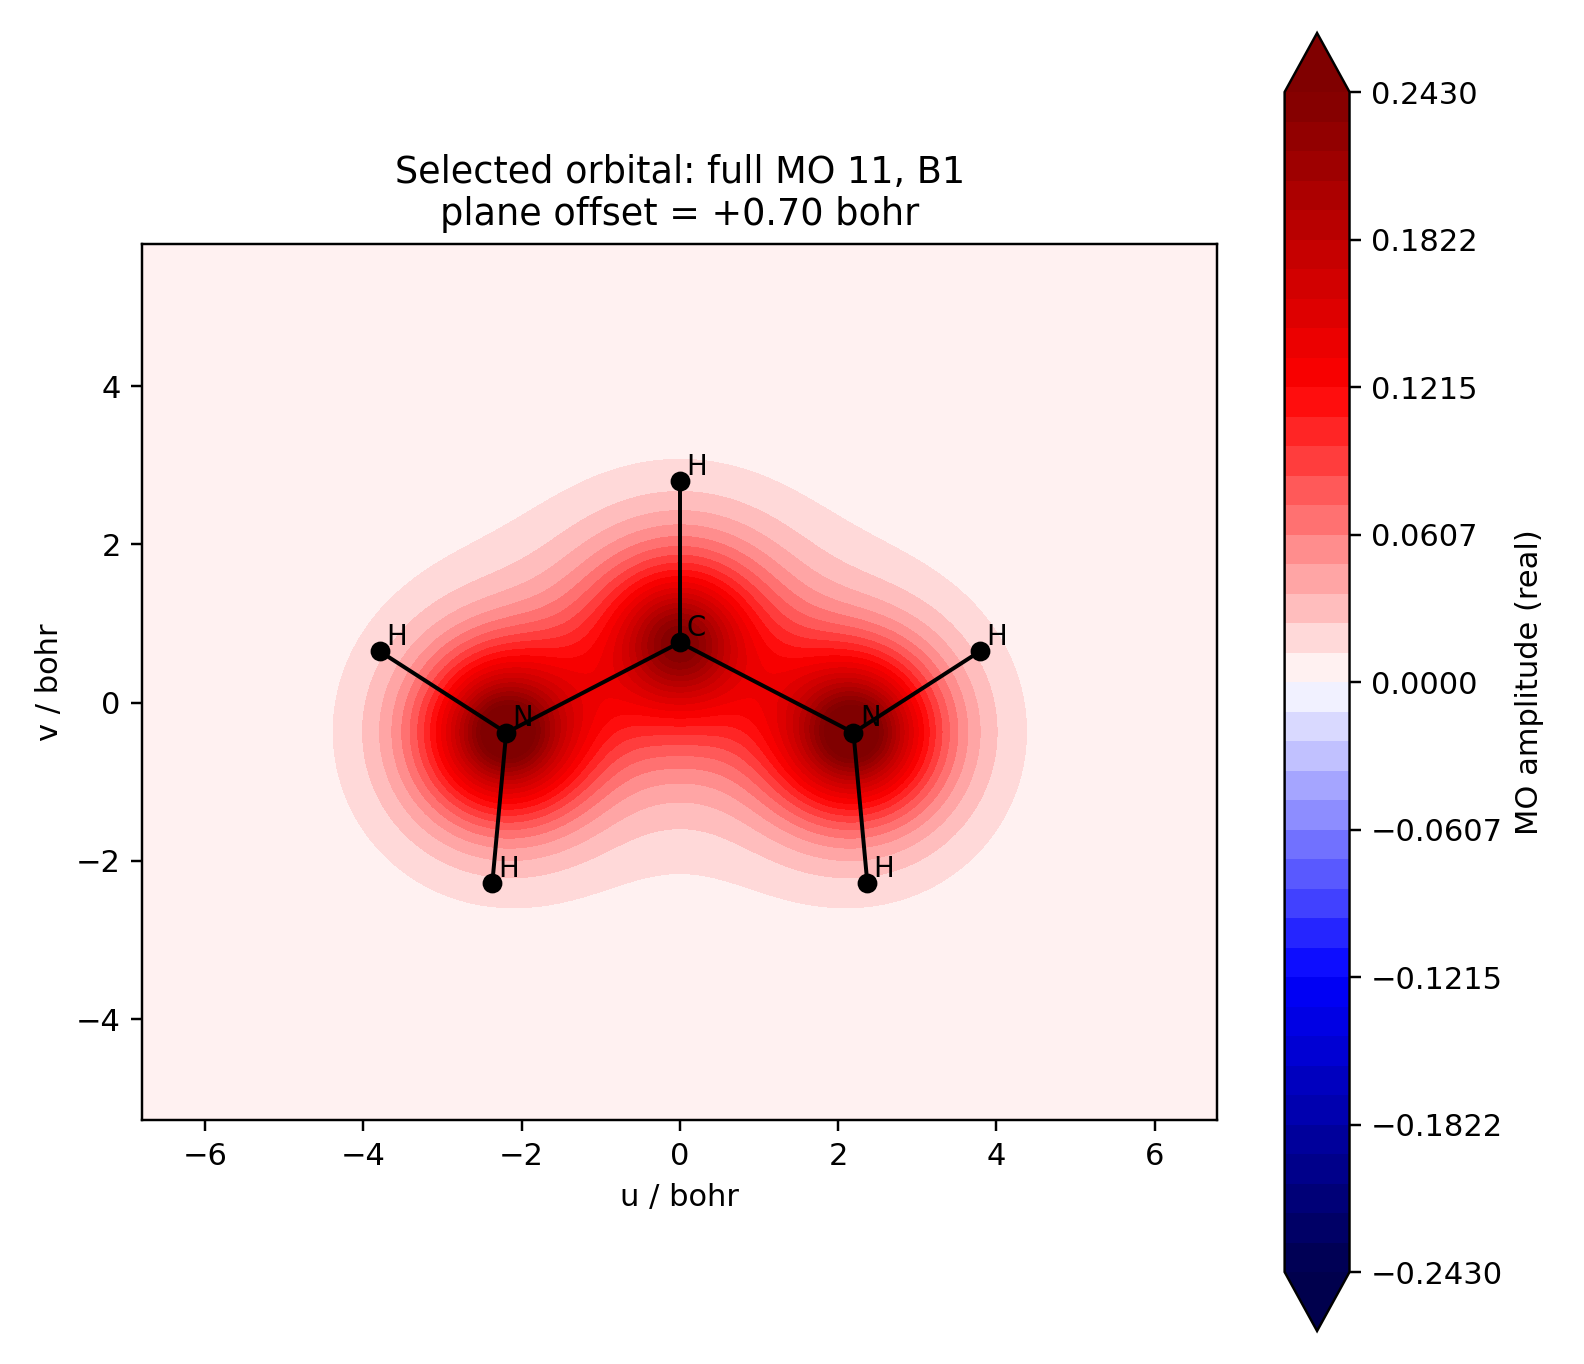 Selected orbital: full MO 11, B1
plane offset = +0.70 bohr
H
C
H
H
N
N
H
H
4
2
0
−2
−4
−6
−4
−2
0
2
4
6
u / bohr
v / bohr
0.2430
0.1822
0.1215
0.0607
0.0000
−0.0607
−0.1215
−0.1822
−0.2430
MO amplitude (real)